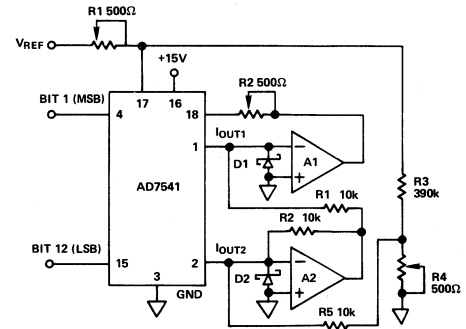 R1 500Ω
VREF
+15V
R2 500Ω
BIT 1 (MSB)
17
16
4
18
IOUT1
1
D1
A1
AD7541
R1 10k
R3
390k
R2 10k
IOUT2
BIT 12 (LSB)
15
2
D2
A2
R4
500Ω
3
GND
R5 10k
−
+
−
+